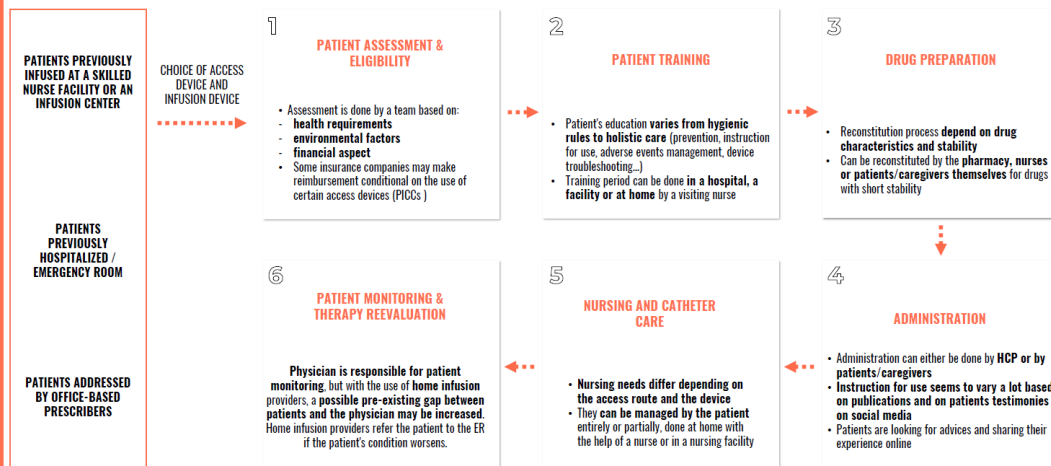 PATIENTS PREVIOUSLY
INFUSED AT A SKILLED
NURSE FACILITY OR AN
INFUSION CENTER
PATIENTS
PREVIOUSLY
HOSPITALIZED /
EMERGENCY ROOM
PATIENTS ADDRESSED
BY OFFICE-BASED
PRESCRIBERS
CHOICE OF ACCESS
DEVICE AND
INFUSION DEVICE
1
PATIENT ASSESSMENT &
ELIGIBILITY
• Assessment is done by a team based on:
- health requirements
- environmental factors
- financial aspect
• Some insurance companies may make
reimbursement conditional on the use of
certain access devices (PICCs )
2
PATIENT TRAINING
• Patient's education varies from hygienic
rules to holistic care (prevention, instruction
for use, adverse events management, device
troubleshooting...)
• Training period can be done in a hospital, a
facility or at home by a visiting nurse
3
DRUG PREPARATION
• Reconstitution process depend on drug
characteristics and stability
• Can be reconstituted by the pharmacy, nurses
or patients/caregivers themselves for drugs
with short stability
4
ADMINISTRATION
• Administration can either be done by HCP or by
patients/caregivers
• Instruction for use seems to vary a lot based
on publications and on patients testimonies
on social media
• Patients are looking for advices and sharing their
experience online
5
NURSING AND CATHETER
CARE
• Nursing needs differ depending on
the access route and the device
• They can be managed by the patient
entirely or partially, done at home with
the help of a nurse or in a nursing facility
6
PATIENT MONITORING &
THERAPY REEVALUATION
Physician is responsible for patient
monitoring, but with the use of home infusion
providers, a possible pre-existing gap between
patients and the physician may be increased.
Home infusion providers refer the patient to the ER
if the patient's condition worsens.